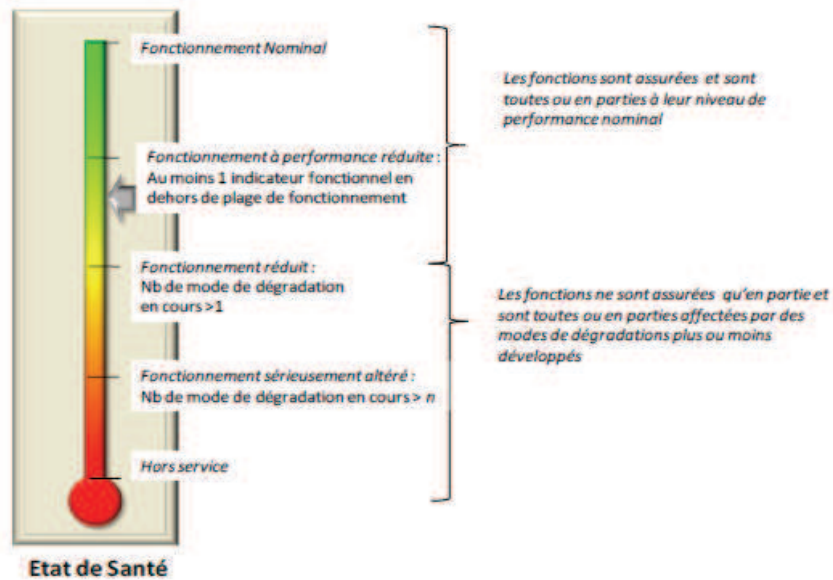 Fonctionnement Nominal
Les fonctions sont assurées et sont
toutes ou en parties à leur niveau de
performance nominal
Fonctionnement à performance réduite :
Au moins 1 indicateur fonctionnel en
dehors de plage de fonctionnement
Fonctionnement réduit :
Nb de mode de dégradation
en cours >1
Les fonctions ne sont assurées qu'en partie et
sont toutes ou en parties affectées par des
modes de dégradations plus ou moins
développés
Fonctionnement sérieusement altéré :
Nb de mode de dégradation en cours > n
Hors service
Etat de Santé